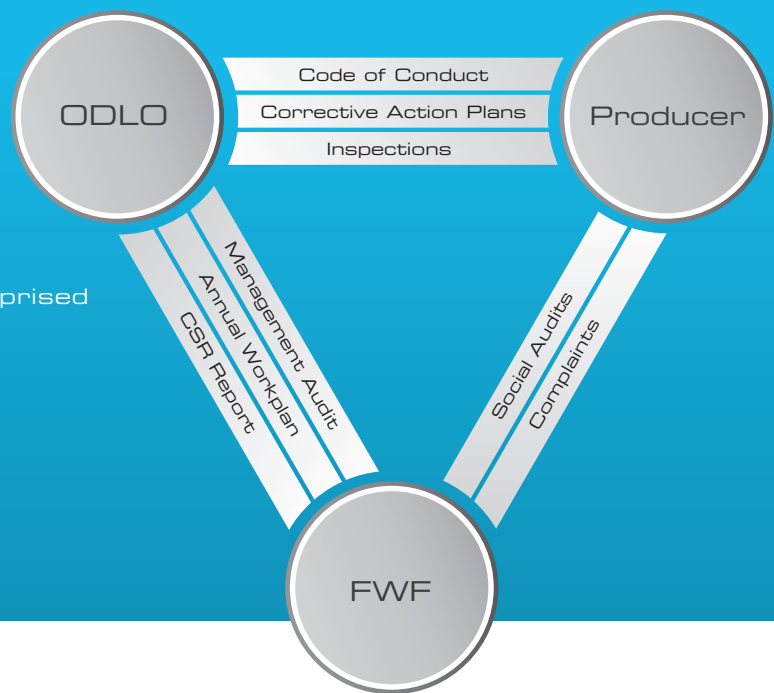 ODLO
Code of Conduct
Corrective Action Plans
Inspections
Producer
prised
Management Audit
Annual Workplan
CSR Report
Social Audits
Complaints
FWF